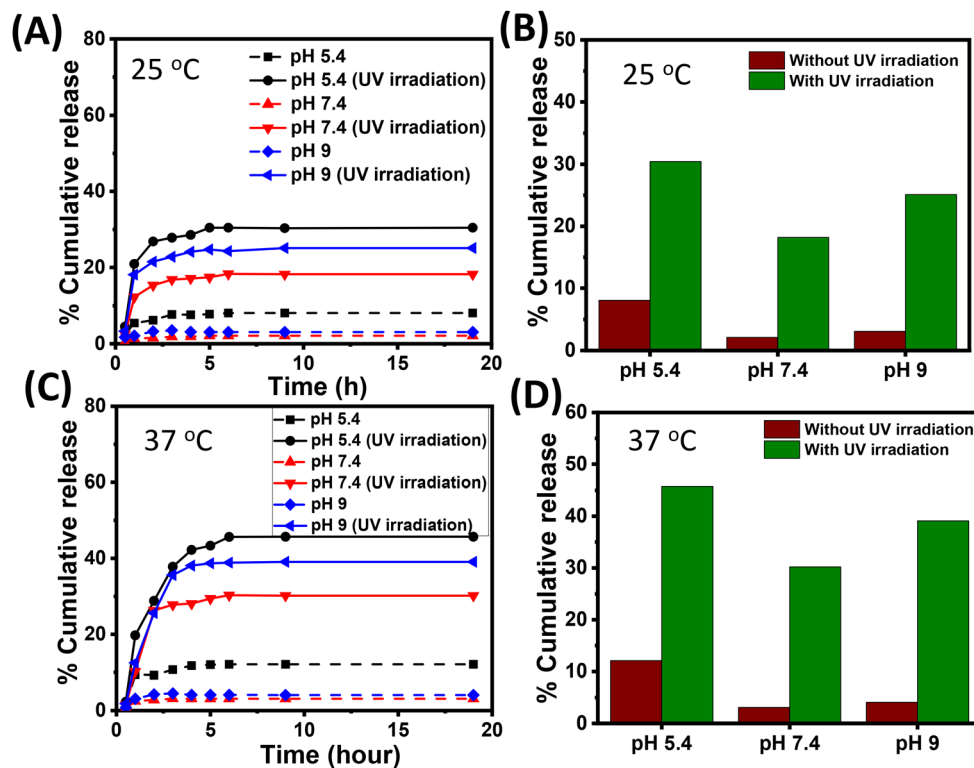 (A)
80
60
40
20
0
% Cumulative release
25 °C
pH 5.4
pH 5.4 (UV irradiation)
pH 7.4
pH 7.4 (UV irradiation)
pH 9
pH 9 (UV irradiation)
0 5 10 15 20
Time (h)
(B)
50
40
30
20
10
0
% Cumulative release
25 °C
Without UV irradiation
With UV irradiation
pH 5.4 pH 7.4 pH 9
(C)
80
60
40
20
0
% Cumulative release
37 °C
pH 5.4
pH 5.4 (UV irradiation)
pH 7.4
pH 7.4 (UV irradiation)
pH 9
pH 9 (UV irradiation)
0 5 10 15 20
Time (hour)
(D)
60
50
40
30
20
10
0
% Cumulative release
37 °C
Without UV irradiation
With UV irradiation
pH 5.4 pH 7.4 pH 9